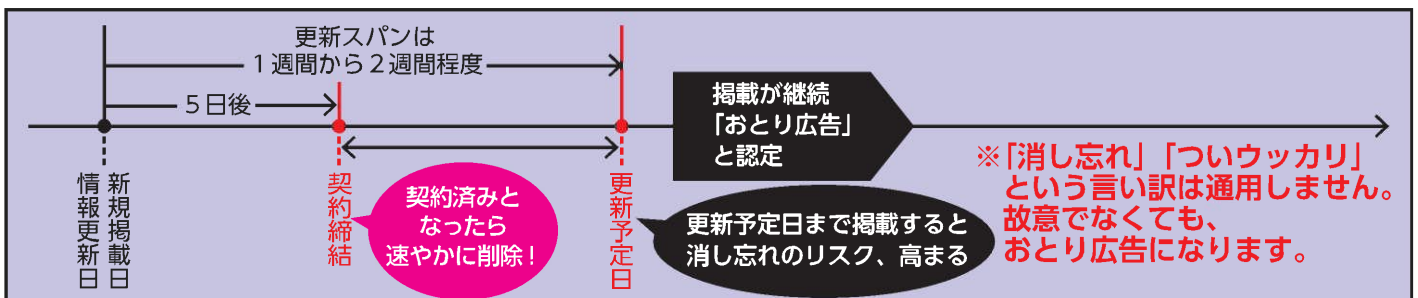 更新スパンは
１週間から２週間程度
５日後
掲載が継続
「おとり広告」
と認定
新規掲載日
情報更新日
契約締結
契約済みと
なったら
速やかに削除！
更新予定日
更新予定日まで掲載すると
消し忘れのリスク、高まる
※「消し忘れ」「ついウッカリ」
という言い訳は通用しません。
故意でなくても、
おとり広告になります。